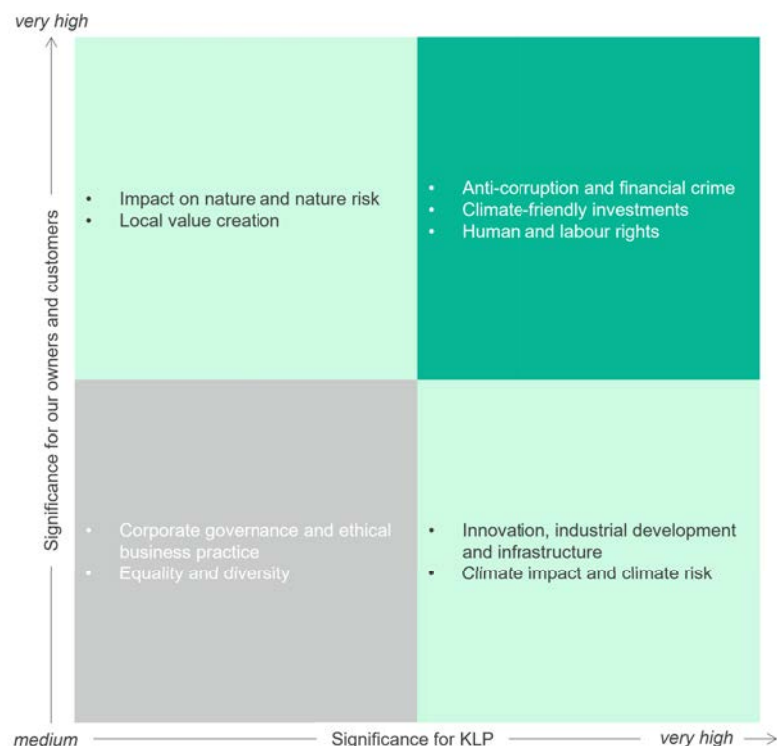 very high
Significance for our owners and customers
• Impact on nature and nature risk
• Local value creation
• Anti-corruption and financial crime
• Climate-friendly investments
• Human and labour rights
• Corporate governance and ethical
business practice
• Equality and diversity
• Innovation, industrial development
and infrastructure
• Climate impact and climate risk
medium
Significance for KLP
very high